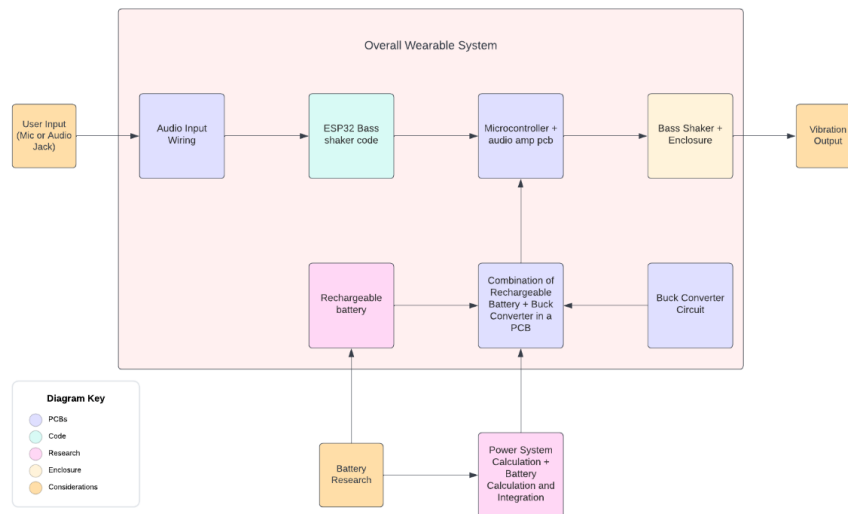 Overall Wearable System
User Input
(Mic or Audio
Jack)
Audio Input
Wiring
ESP32 Bass
shaker code
Microcontroller +
audio amp pcb
Bass Shaker +
Enclosure
Vibration
Output
Rechargeable
battery
Combination of
Rechargeable
Battery + Buck
Converter in a
PCB
Buck Converter
Circuit
Diagram Key
PCBs
Code
Research
Enclosure
Considerations
Battery
Research
Power System
Calculation +
Battery
Calculation and
Integration